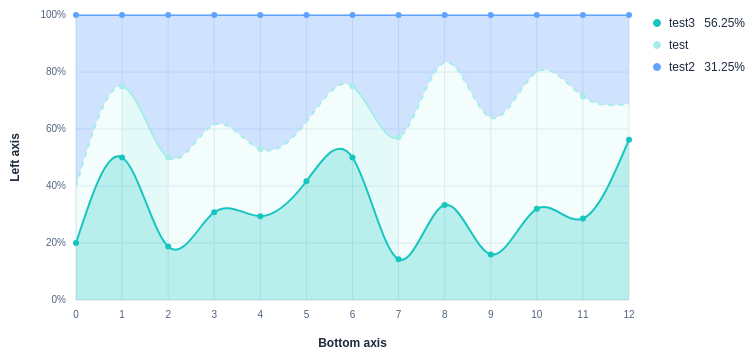 100%
80%
60%
40%
20%
0%
Left axis
0 1 2 3 4 5 6 7 8 9 10 11 12
Bottom axis
test3 56.25%
test
test2 31.25%